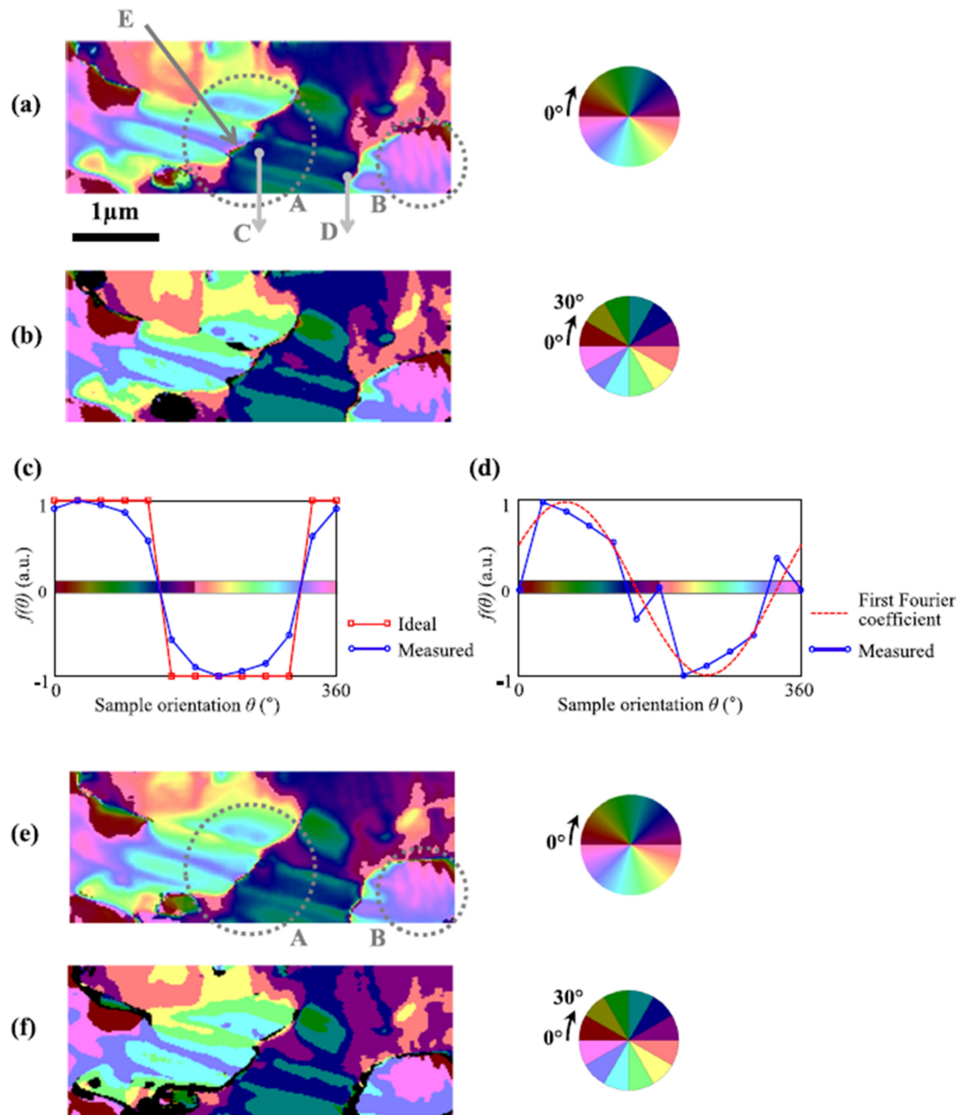 E
(a)
0°
1μm
A
B
C
D
(b)
30°
0°
(c)
(d)
1
0
-1
f(θ) (a.u.)
Ideal
Measured
0
360
Sample orientation θ (°)
1
0
-1
f(θ) (a.u.)
First Fourier
coefficient
Measured
0
360
Sample orientation θ (°)
(e)
0°
A
B
(f)
30°
0°